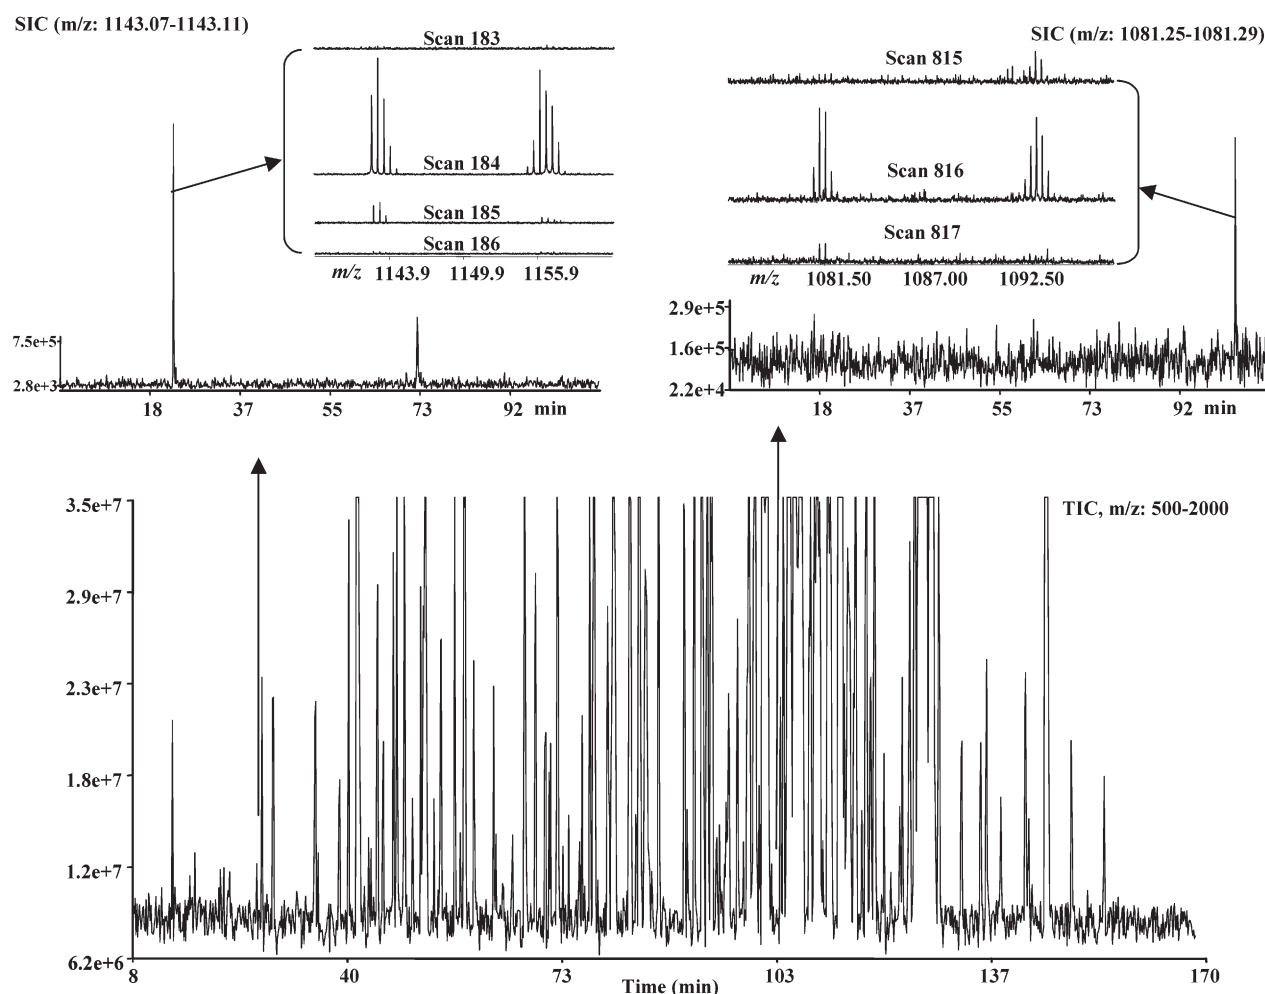 SIC (m/z: 1143.07-1143.11)
Scan 183
Scan 184
Scan 185
Scan 186
m/z 1143.9 1149.9 1155.9
7.5e+5
2.8e+3
18 37 55 73 92 min
SIC (m/z: 1081.25-1081.29)
Scan 815
Scan 816
Scan 817
m/z 1081.50 1087.00 1092.50
2.9e+5
1.6e+5
2.2e+4
18 37 55 73 92 min
TIC, m/z: 500-2000
3.5e+7
2.9e+7
2.3e+7
1.8e+7
1.2e+7
6.2e+6
8 40 73 103 137 170
Time (min)